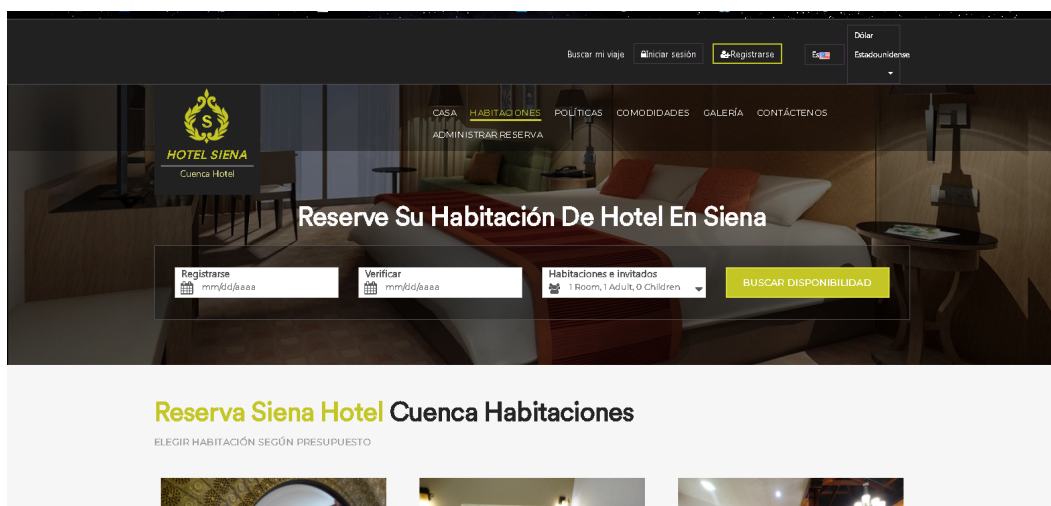 Dólar
Buscar mi viaje Iniciar sesión Registrarse Es Estadounidense
CASA HABITACIONES POLÍTICAS COMODIDADES GALERÍA CONTÁCTENOS
ADMINISTRAR RESERVA
S
HOTEL SIENA
Cuenca Hotel
Reserve Su Habitación De Hotel En Siena
Registrarse Verificar Habitaciones e invitados
mm/dd/aaaa mm/dd/aaaa 1 Room, 1 Adult, 0 Children BUSCAR DISPONIBILIDAD
Reserva Siena Hotel Cuenca Habitaciones
ELEGIR HABITACIÓN SEGÚN PRESUPUESTO